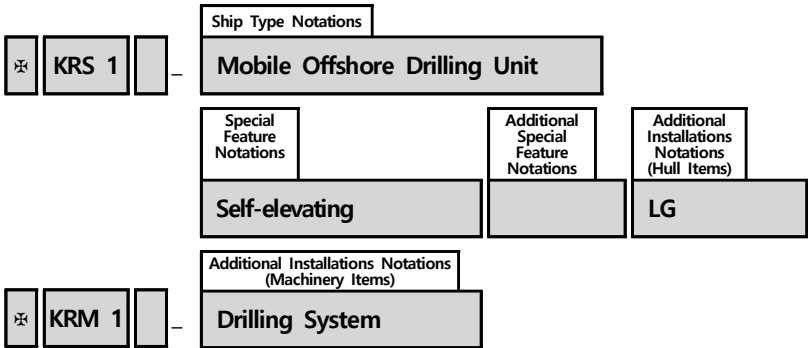 Ship Type Notations
✠ KRS 1 _ Mobile Offshore Drilling Unit
Special Feature Notations
Additional Special Feature Notations
Additional Installations Notations (Hull Items)
Self-elevating
LG
Additional Installations Notations
(Machinery Items)
✠ KRM 1 _ Drilling System